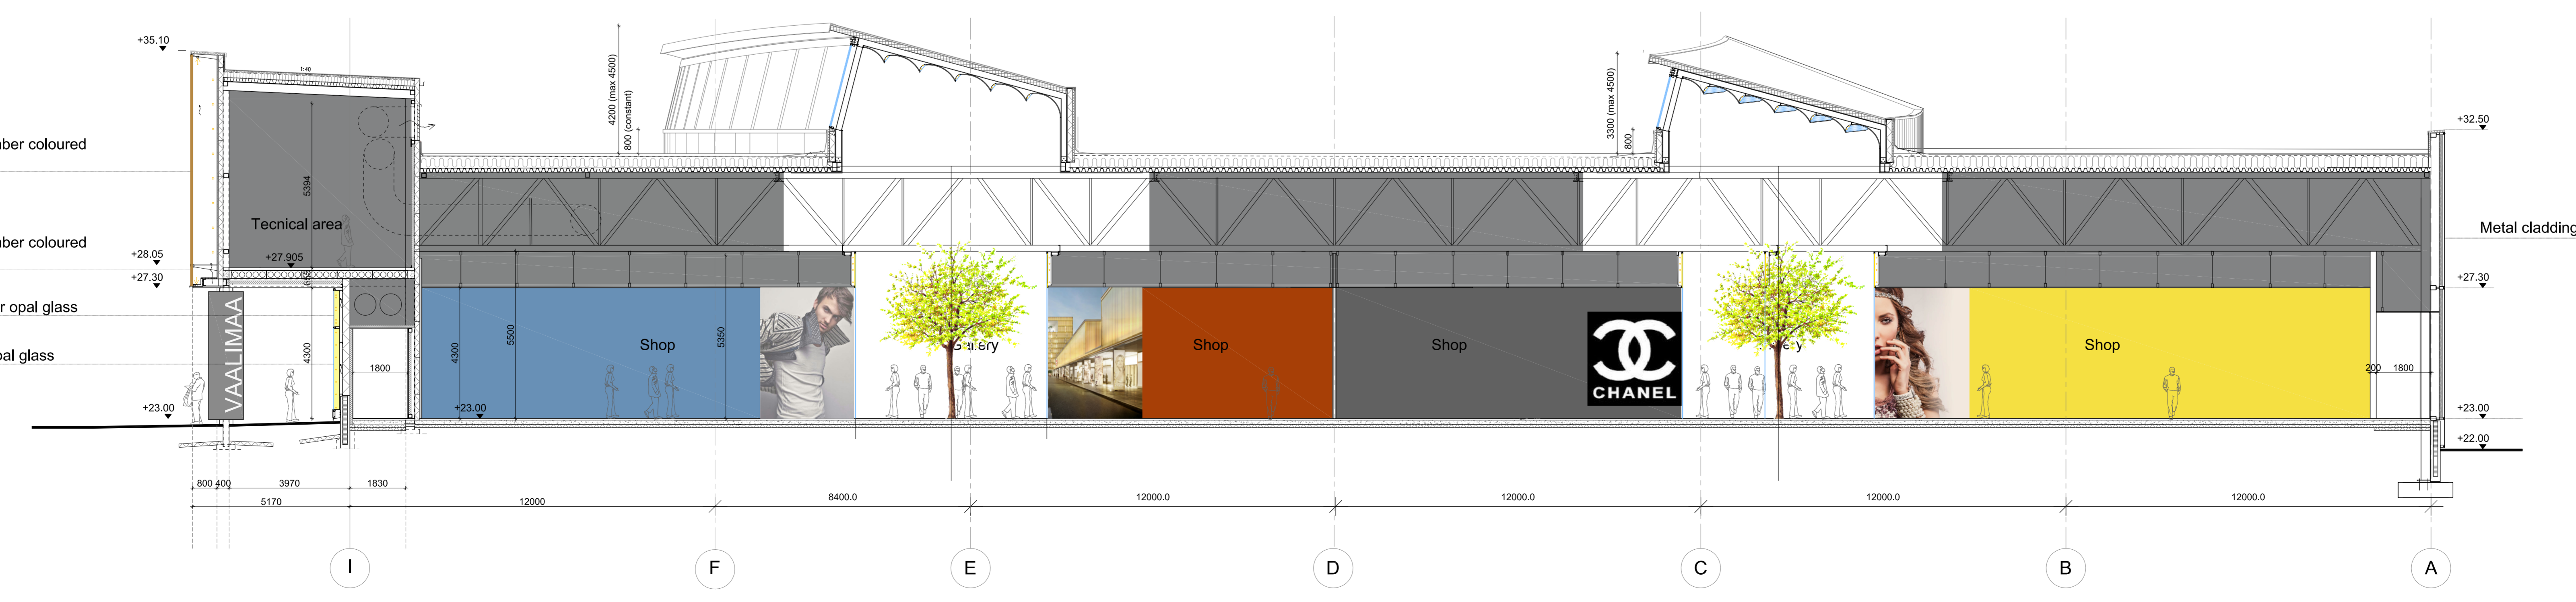 +35.10
1:40
4200 (max 4500)
800 (constant)
3300 (max 4500)
800
+32.50
ber coloured
5394
Tecnical area
ber coloured
Metal cladding
+28.05
+27.905
+27.30
+27.30
r opal glass
VAALIMAA
4300
1800
4300
5500
Shop
5350
Shop
Shop
CHANEL
Shop
200 1800
pal glass
+23.00
+23.00
+23.00
+22.00
800 400 3970 1830
5170
12000
8400.0
12000.0
12000.0
12000.0
12000.0
I F E D C B A